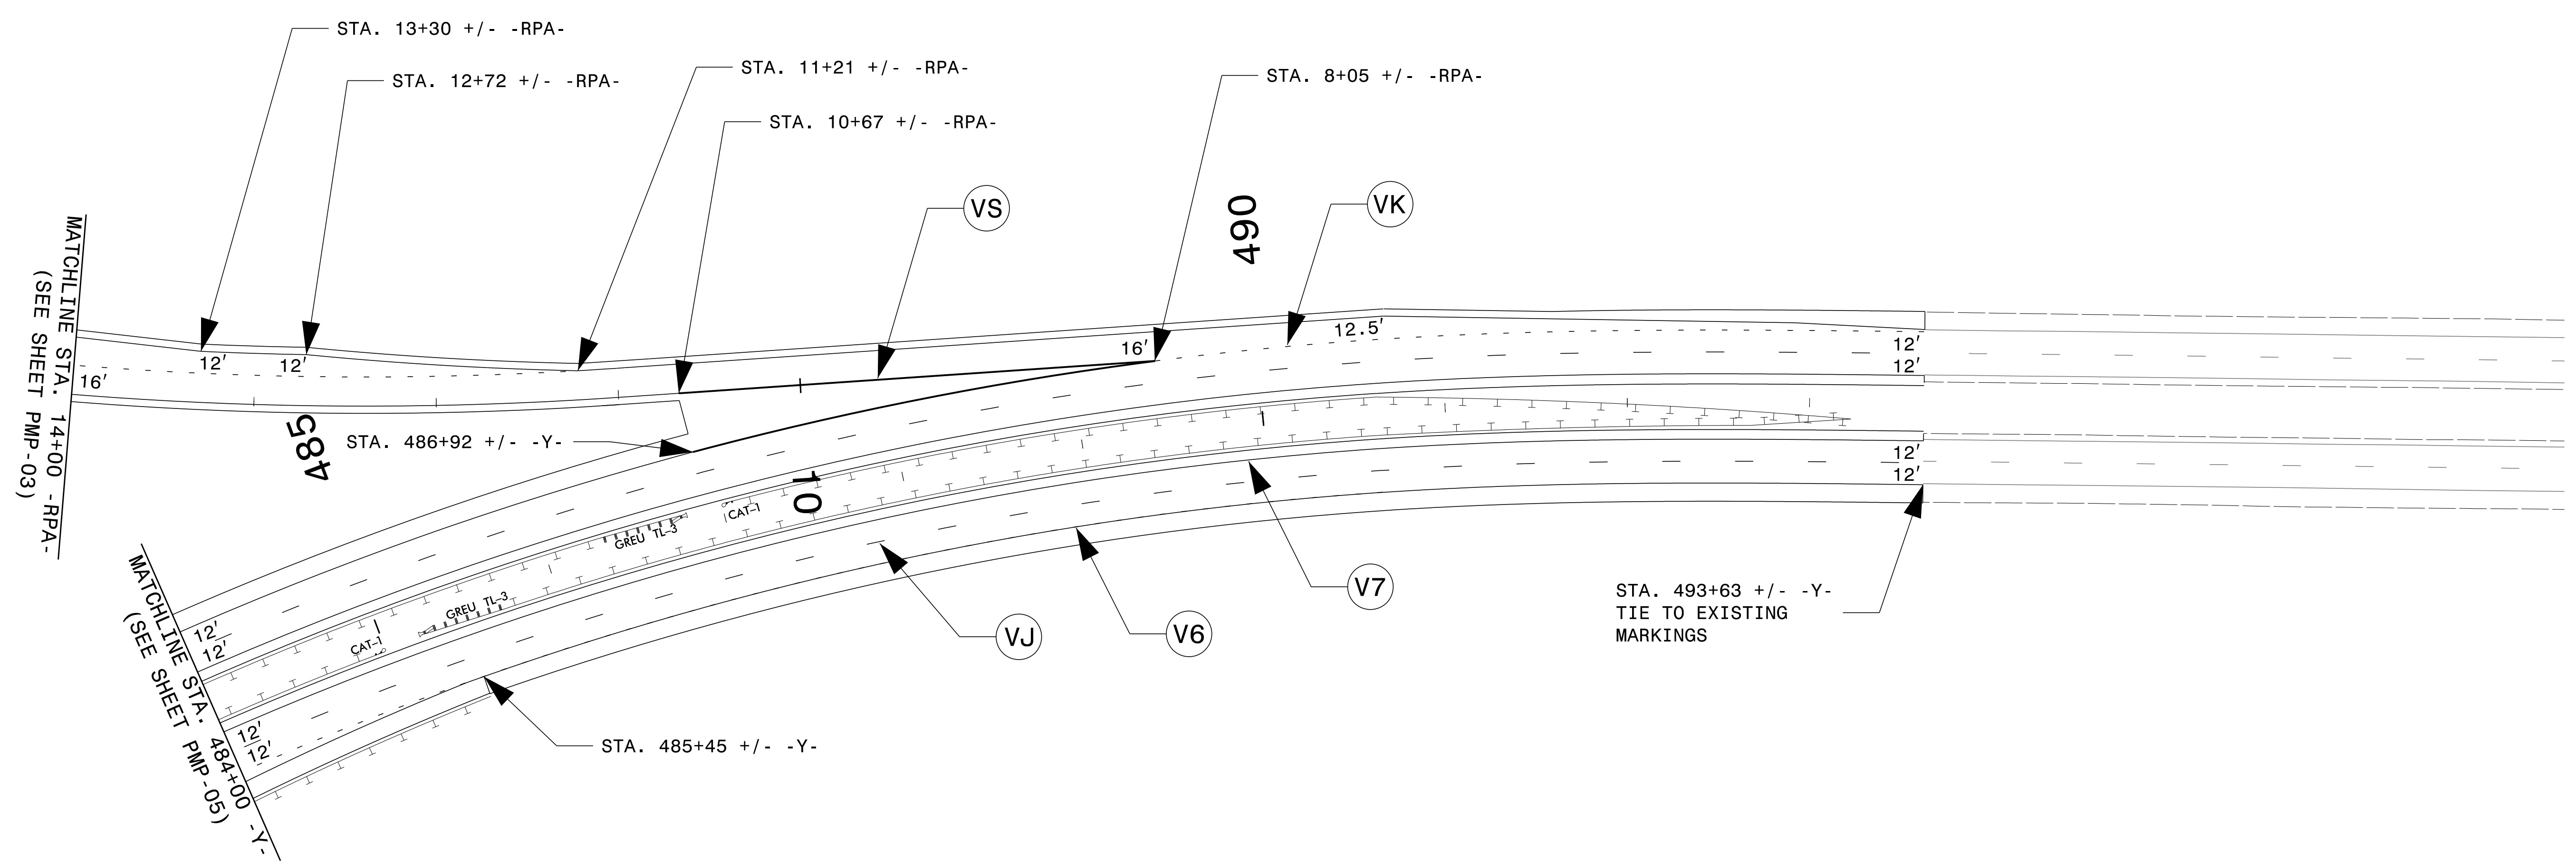 STA. 13+30 +/- -RPA-
STA. 12+72 +/- -RPA-
STA. 11+21 +/- -RPA-
STA. 10+67 +/- -RPA-
STA. 8+05 +/- -RPA-
VS
VK
490
MATCHLINE STA. 14+00 -RPA-
(SEE SHEET PMP-03)
16'
12'
12'
16'
12.5'
12'
12'
485
STA. 486+92 +/- -Y-
10
CAT-1
GREU TL-3
GREU TL-3
CAT-1
12'
12'
MATCHLINE STA. 484+00 -Y-
(SEE SHEET PMP-05)
12'
12'
12'
12'
VJ
V6
V7
STA. 493+63 +/- -Y-
TIE TO EXISTING
MARKINGS
STA. 485+45 +/- -Y-